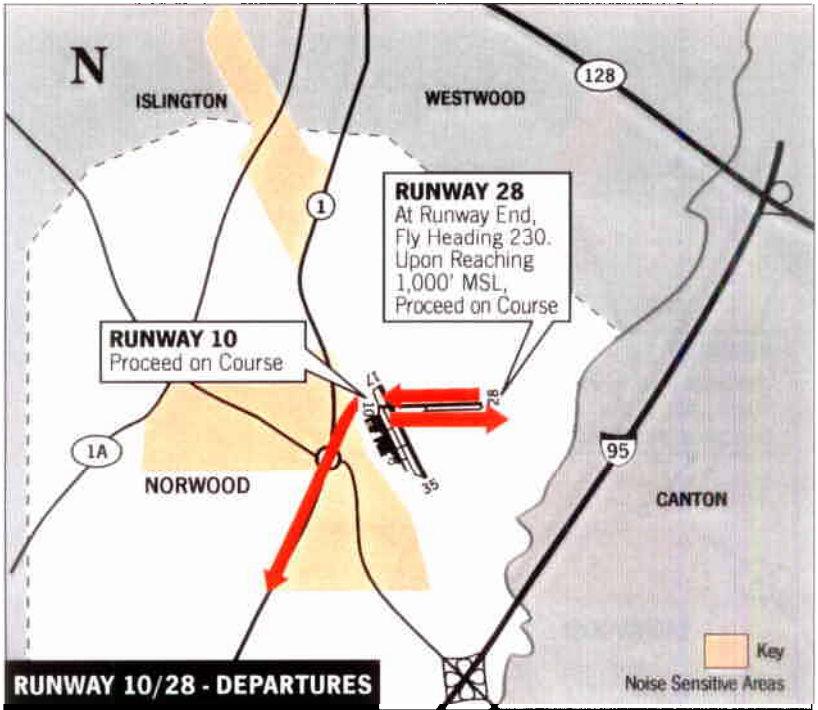 N
ISLINGTON
WESTWOOD
128
1
RUNWAY 28
At Runway End,
Fly Heading 230.
Upon Reaching
1,000' MSL,
Proceed on Course
RUNWAY 10
Proceed on Course
17
10
28
35
1A
NORWOOD
95
CANTON
Key
Noise Sensitive Areas
RUNWAY 10/28 - DEPARTURES